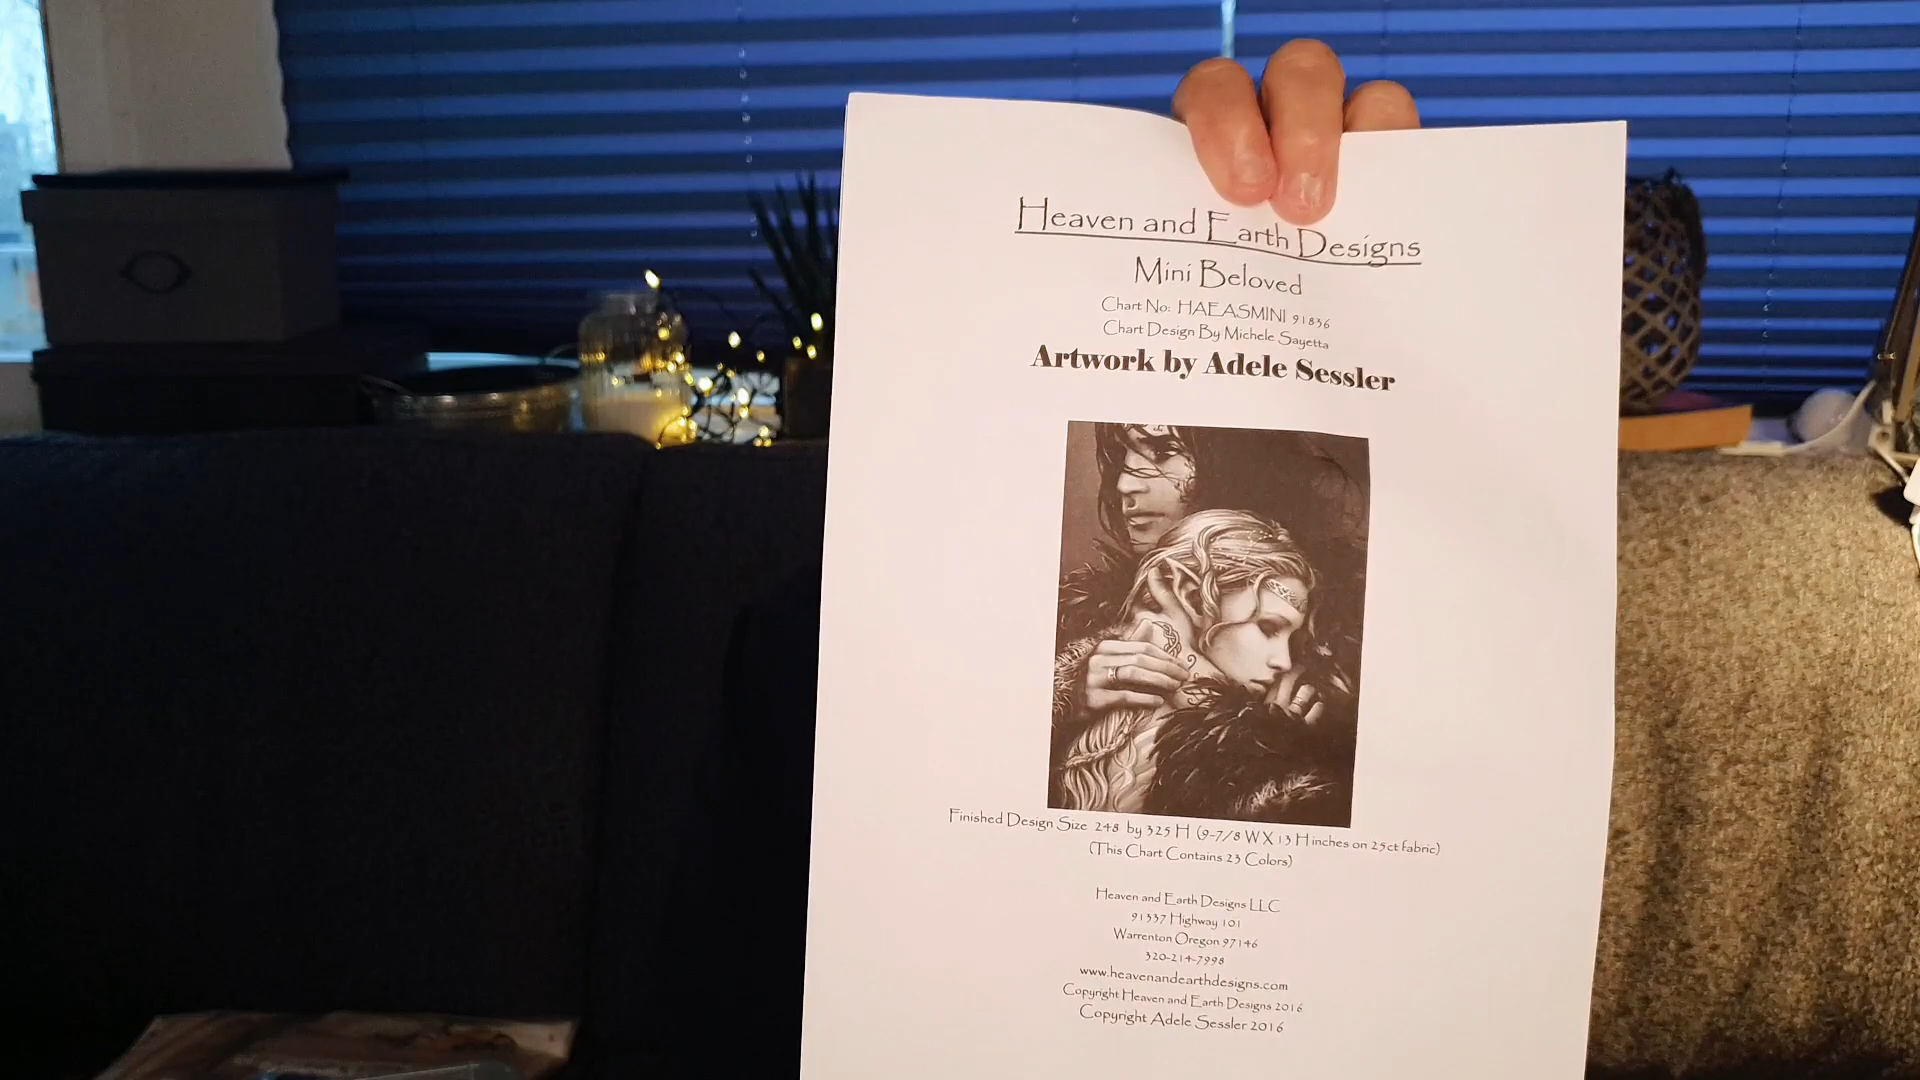 Heaven and Earth Designs
Mini Beloved
Chart No: HAEASMINI 91836
Chart Design By Michele Sayetta
Artwork by Adele Sessler
Finished Design Size 248 by 325 H (9-7/8 W X 13 H inches on 25ct fabric)
(This Chart Contains 23 Colors)
Heaven and Earth Designs LLC
91337 Highway 101
Warrenton Oregon 97146
320-214-7998
www.heavenandearthdesigns.com
Copyright Heaven and Earth Designs 2016
Copyright Adele Sessler 2016